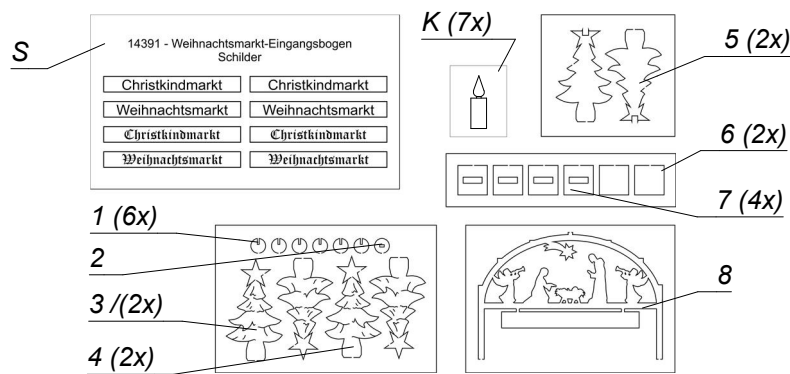 S
14391 - Weihnachtsmarkt-Eingangsbogen
Schilder
Christkindmarkt Christkindmarkt
Weihnachtsmarkt Weihnachtsmarkt
Christkindmarkt Christkindmarkt
Weihnachtsmarkt Weihnachtsmarkt
K (7x)
5 (2x)
6 (2x)
7 (4x)
1 (6x)
2
3 /(2x)
4 (2x)
8